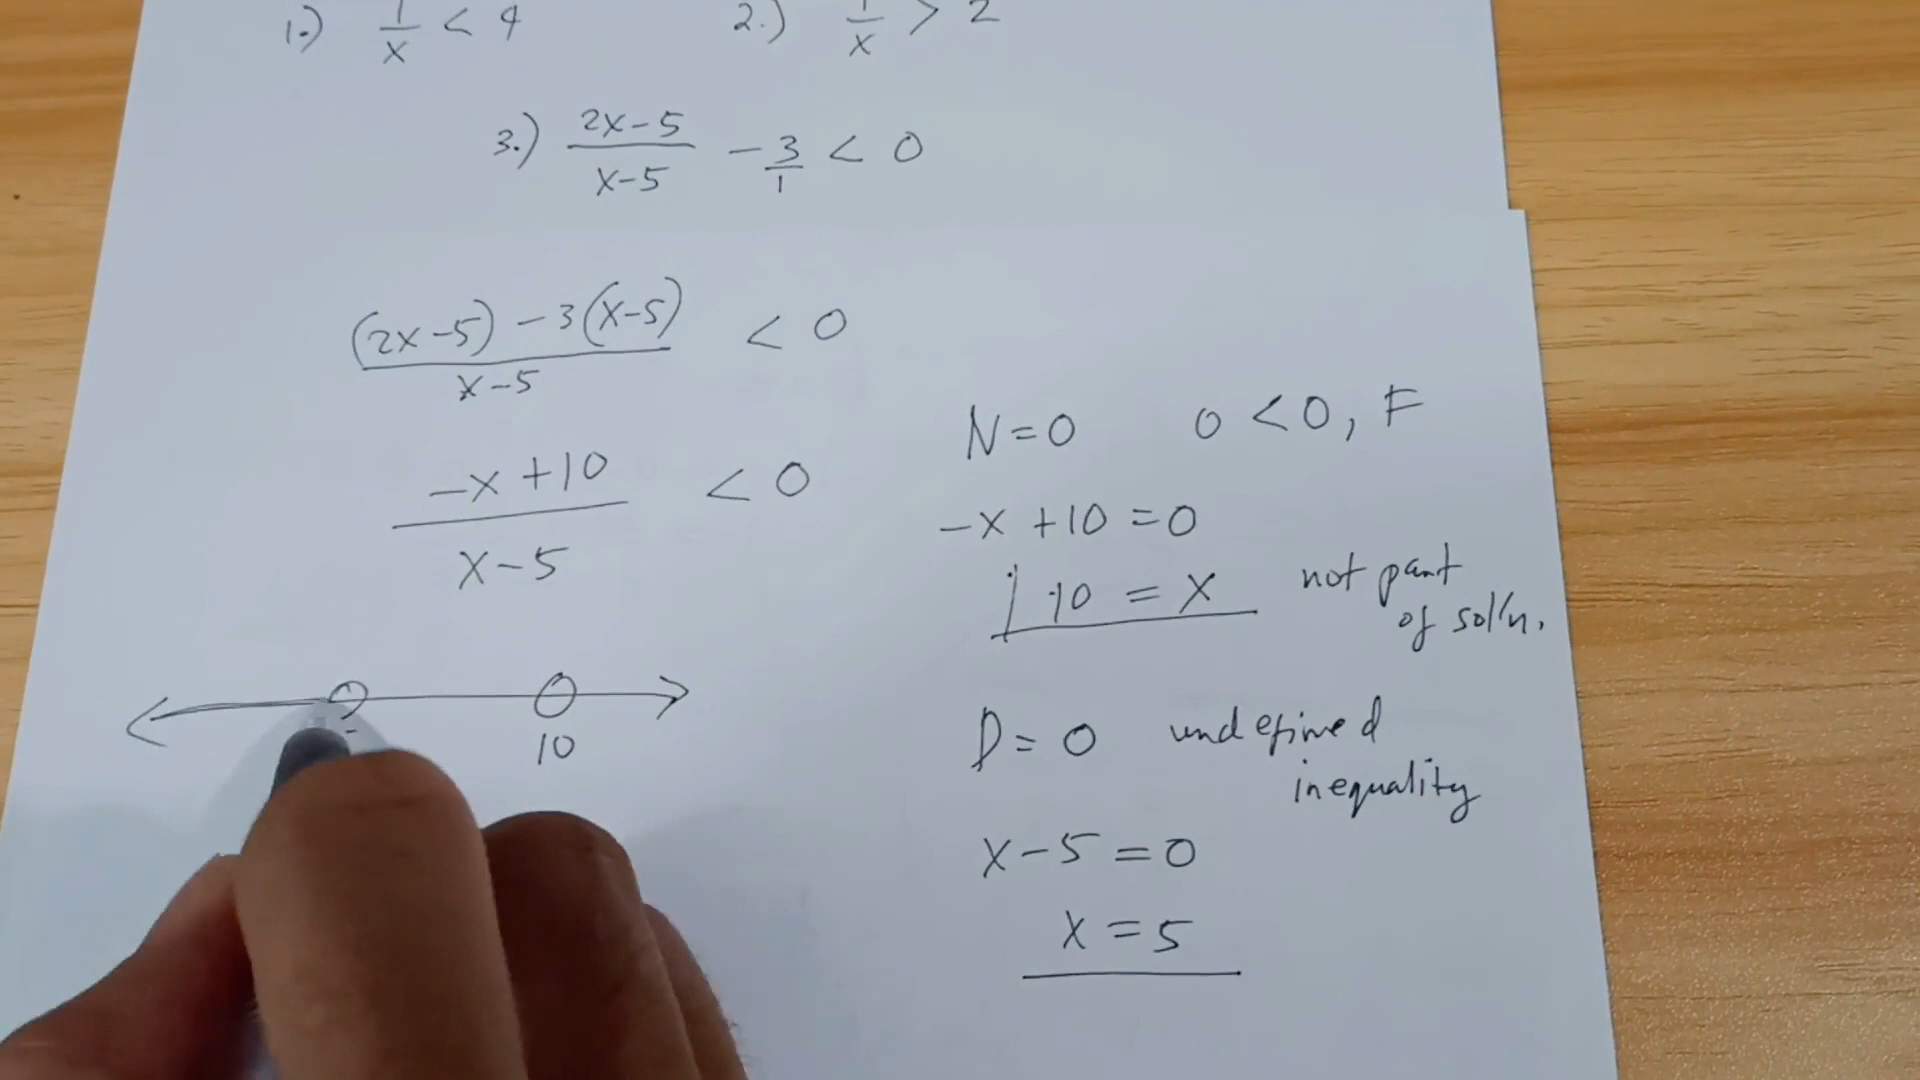 1.) 1/x < 4
2.) 1/x > 2
3.) (2x-5)/(x-5) - 3/1 < 0
((2x-5) - 3(x-5))/(x-5) < 0
(-x+10)/(x-5) < 0
10
N=0 0<0, F
-x+10=0
10=x not part
of sol'n.
D=0 undefined
inequality
x-5=0
x=5